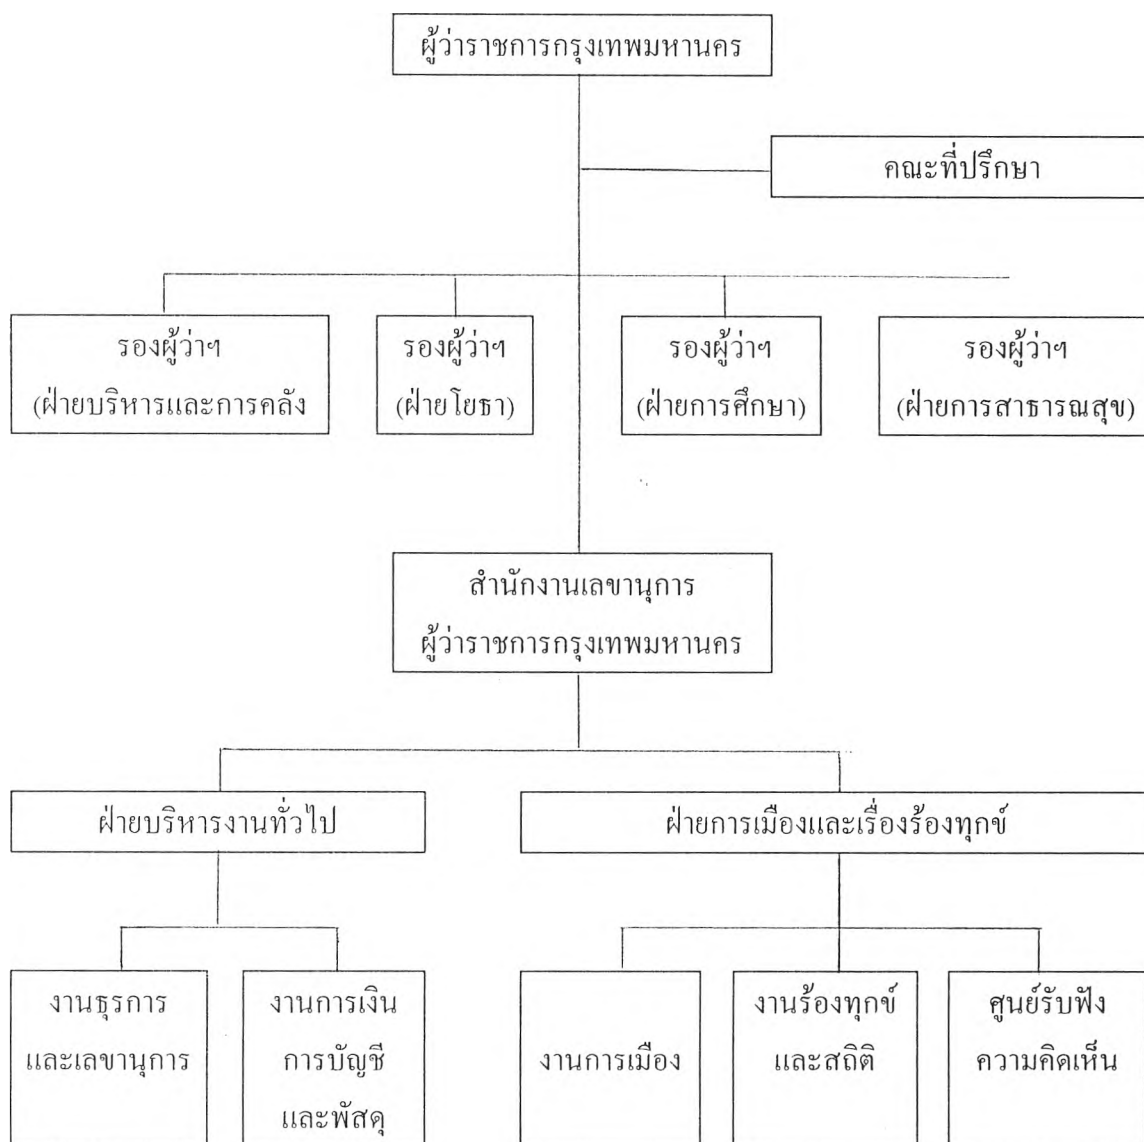 ผู้ว่าราชการกรุงเทพมหานคร
คณะที่ปรึกษา
รองผู้ว่าฯ
(ฝ่ายบริหารและการคลัง
รองผู้ว่าฯ
(ฝ่ายโยธา)
รองผู้ว่าฯ
(ฝ่ายการศึกษา)
รองผู้ว่าฯ
(ฝ่ายการสาธารณสุข)
สำนักงานเลขานุการ
ผู้ว่าราชการกรุงเทพมหานคร
ฝ่ายบริหารงานทั่วไป
ฝ่ายการเมืองและเรื่องร้องทุกข์
งานธุรการ
และเลขานุการ
งานการเงิน
การบัญชี
และพัสดุ
งานการเมือง
งานร้องทุกข์
และสถิติ
ศูนย์รับฟัง
ความคิดเห็น